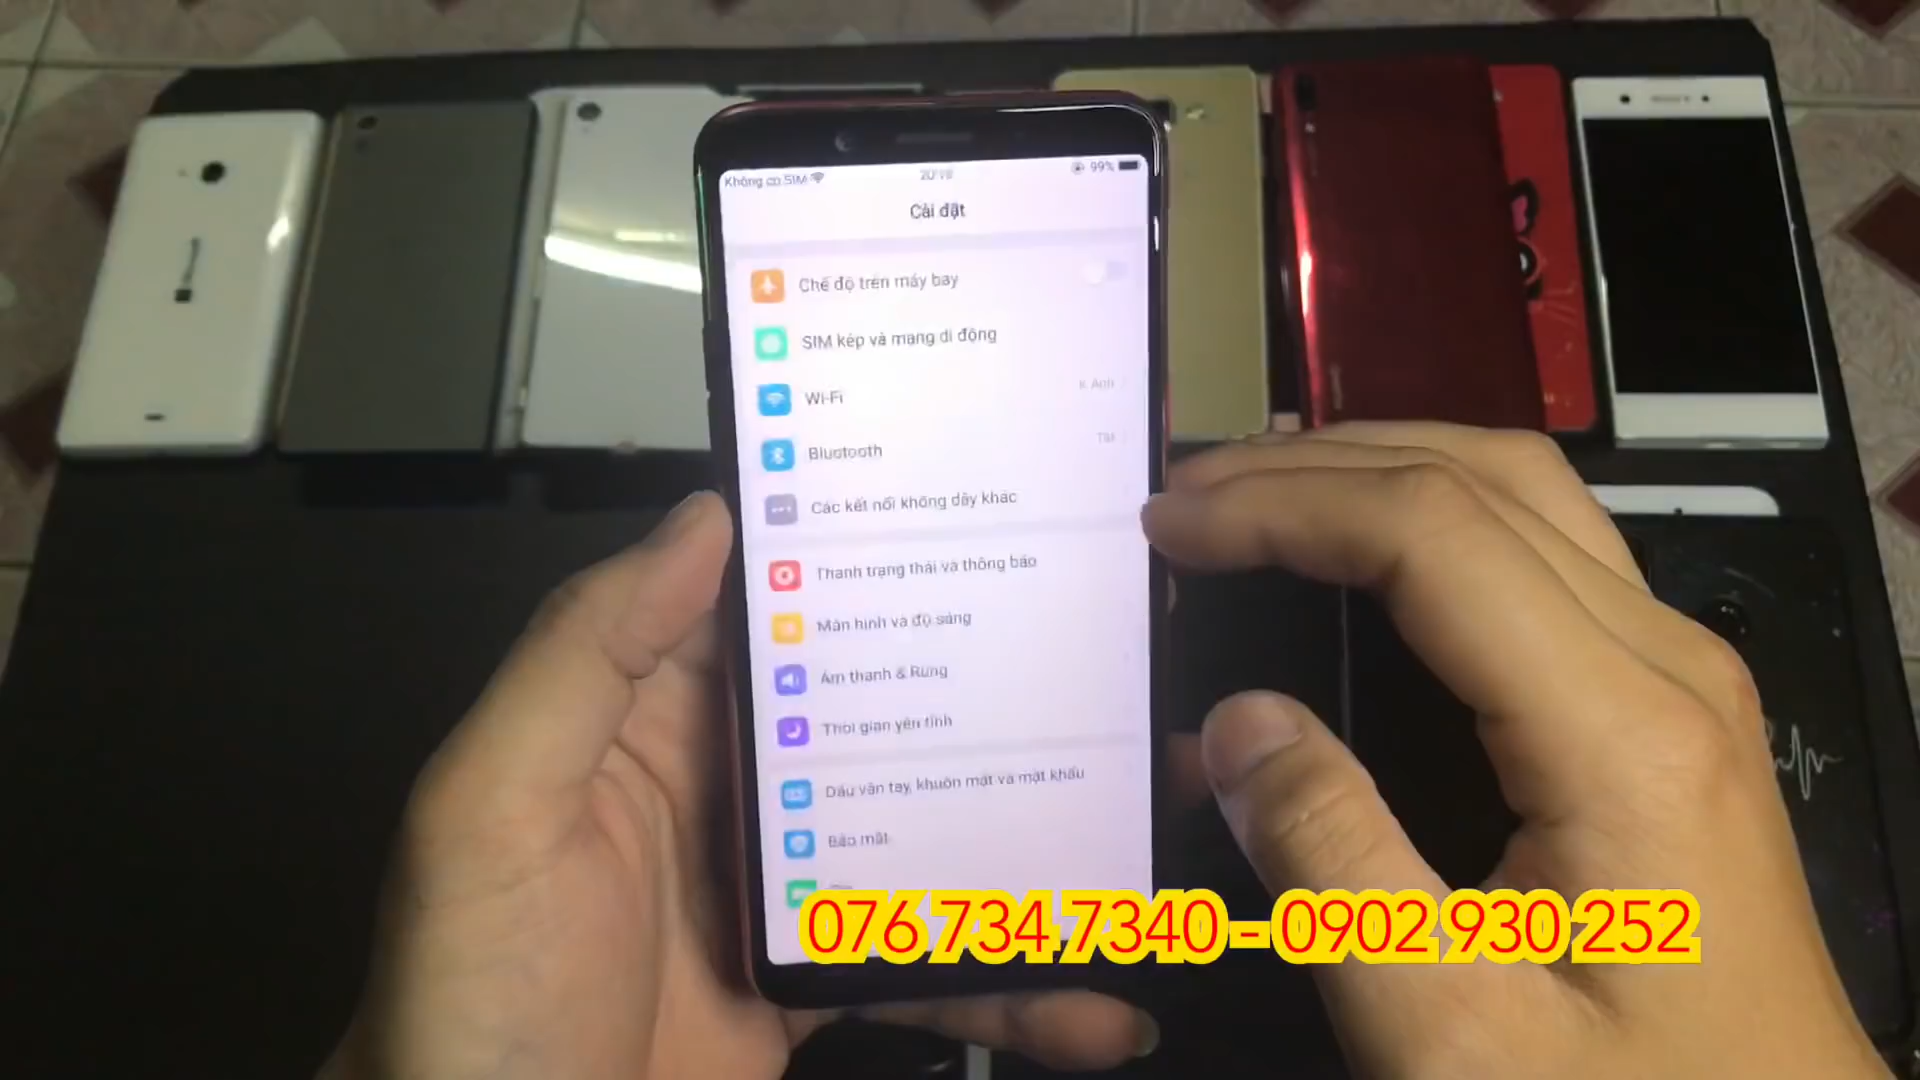 Không có SIM 99%
Cài đặt
Chế độ trên máy bay
SIM kép và mạng di động
Wi-Fi K Anh
Bluetooth Tắt
Các kết nối không dây khác
Thanh trạng thái và thông báo
Màn hình và độ sáng
Âm thanh & Rung
Thời gian yên tĩnh
Dấu vân tay, khuôn mặt và mật khẩu
Bảo mật
076 734 7340 - 0902 930 252